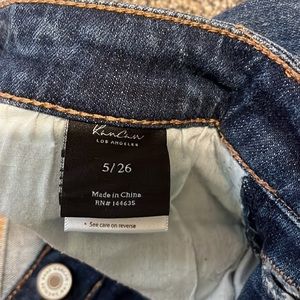 KanCan
LOS ANGELES
5/26
Made in China
RN# 144635
* See care on reverse